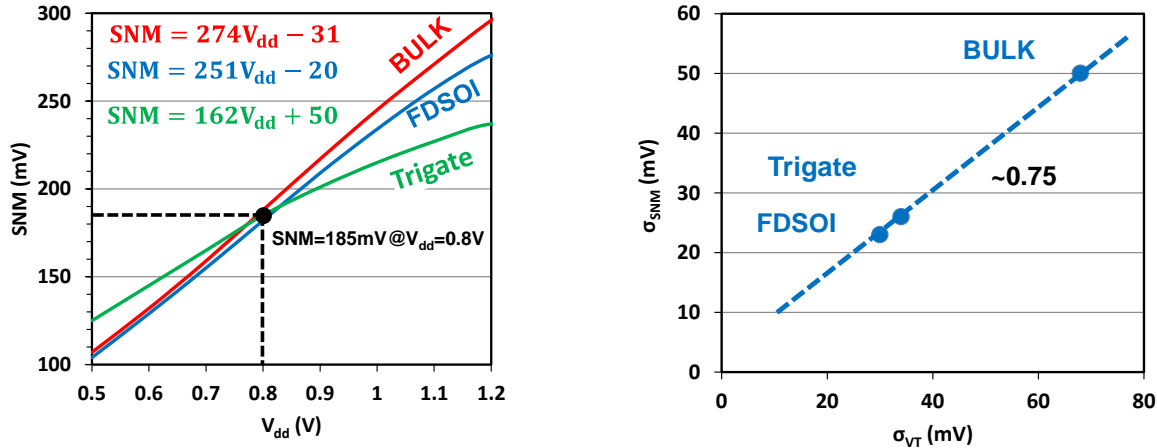 SNM = 274V_dd − 31
SNM = 251V_dd − 20
SNM = 162V_dd + 50
BULK
FDSOI
Trigate
SNM=185mV@V_dd=0.8V
SNM (mV)
300
250
200
150
100
0.5 0.6 0.7 0.8 0.9 1 1.1 1.2
V_dd (V)
BULK
Trigate
FDSOI
~0.75
σ_SNM (mV)
60
50
40
30
20
10
0
0 20 40 60 80
σ_VT (mV)